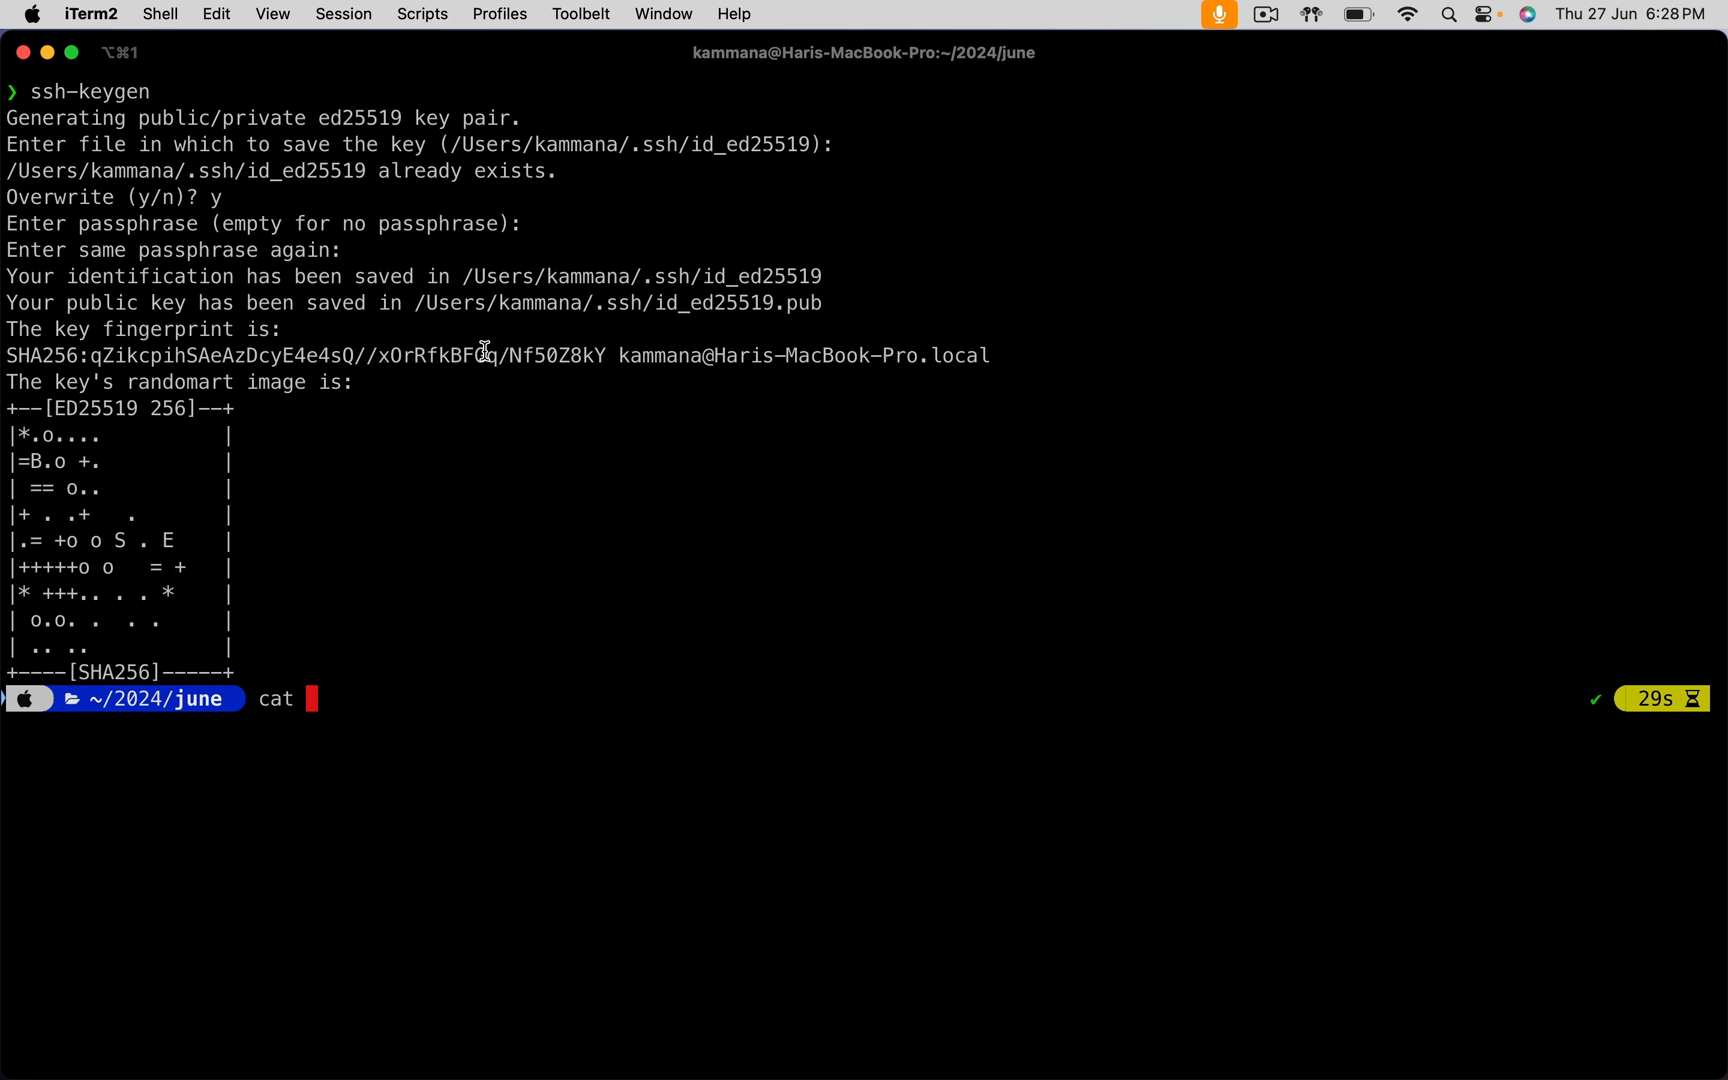 iTerm2 Shell Edit View Session Scripts Profiles Toolbelt Window Help Thu 27 Jun 6:28 PM
⌥⌘1 kammana@Haris-MacBook-Pro:~/2024/june
❯ ssh-keygen
Generating public/private ed25519 key pair.
Enter file in which to save the key (/Users/kammana/.ssh/id_ed25519):
/Users/kammana/.ssh/id_ed25519 already exists.
Overwrite (y/n)? y
Enter passphrase (empty for no passphrase):
Enter same passphrase again:
Your identification has been saved in /Users/kammana/.ssh/id_ed25519
Your public key has been saved in /Users/kammana/.ssh/id_ed25519.pub
The key fingerprint is:
kammana@Haris-MacBook-Pro.local
The key's randomart image is:
+--[ED25519 256]--+
|*.o....          |
|=B.o +.          |
| == o..          |
|+ . .+   .       |
|.= +o o S . E    |
|+++++o o   = +   |
|* +++.. . . *    |
| o.o. .  . .     |
| .. ..           |
+----[SHA256]-----+
~/2024/june cat ✔ 29s